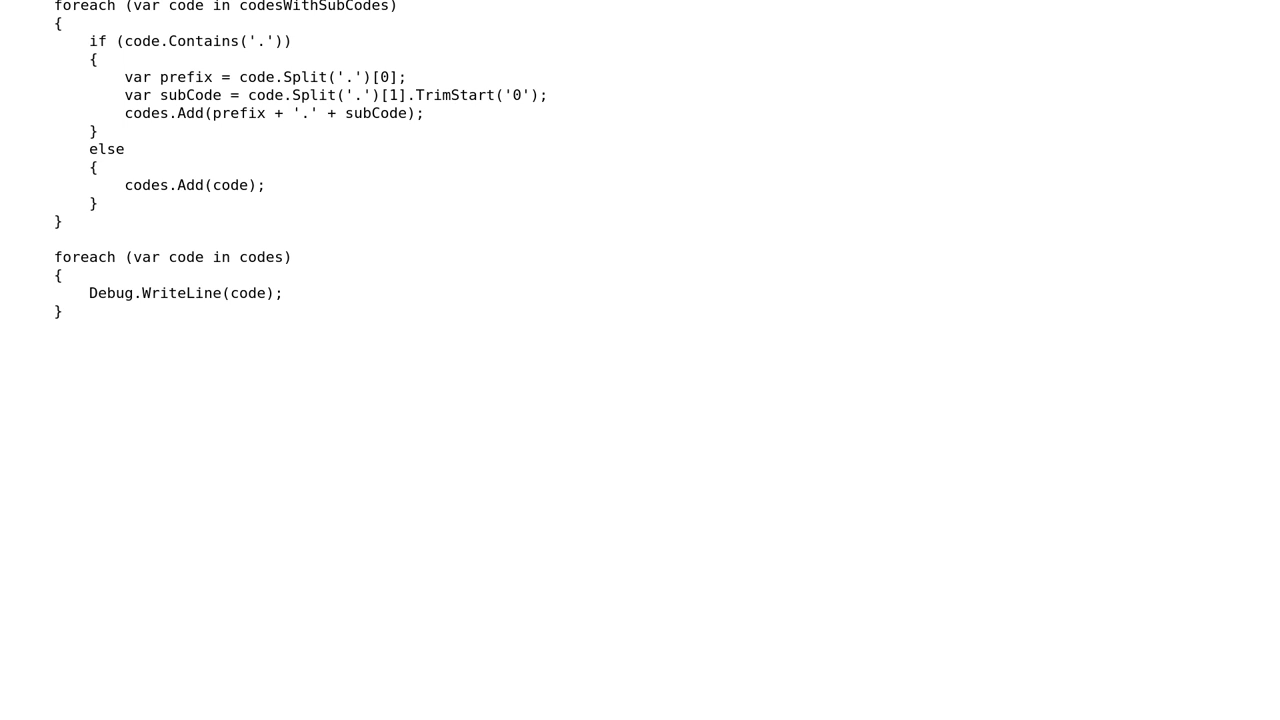 foreach (var code in codesWithSubCodes)
{
    if (code.Contains('.'))
    {
        var prefix = code.Split('.')[0];
        var subCode = code.Split('.')[1].TrimStart('0');
        codes.Add(prefix + '.' + subCode);
    }
    else
    {
        codes.Add(code);
    }
}

foreach (var code in codes)
{
    Debug.WriteLine(code);
}